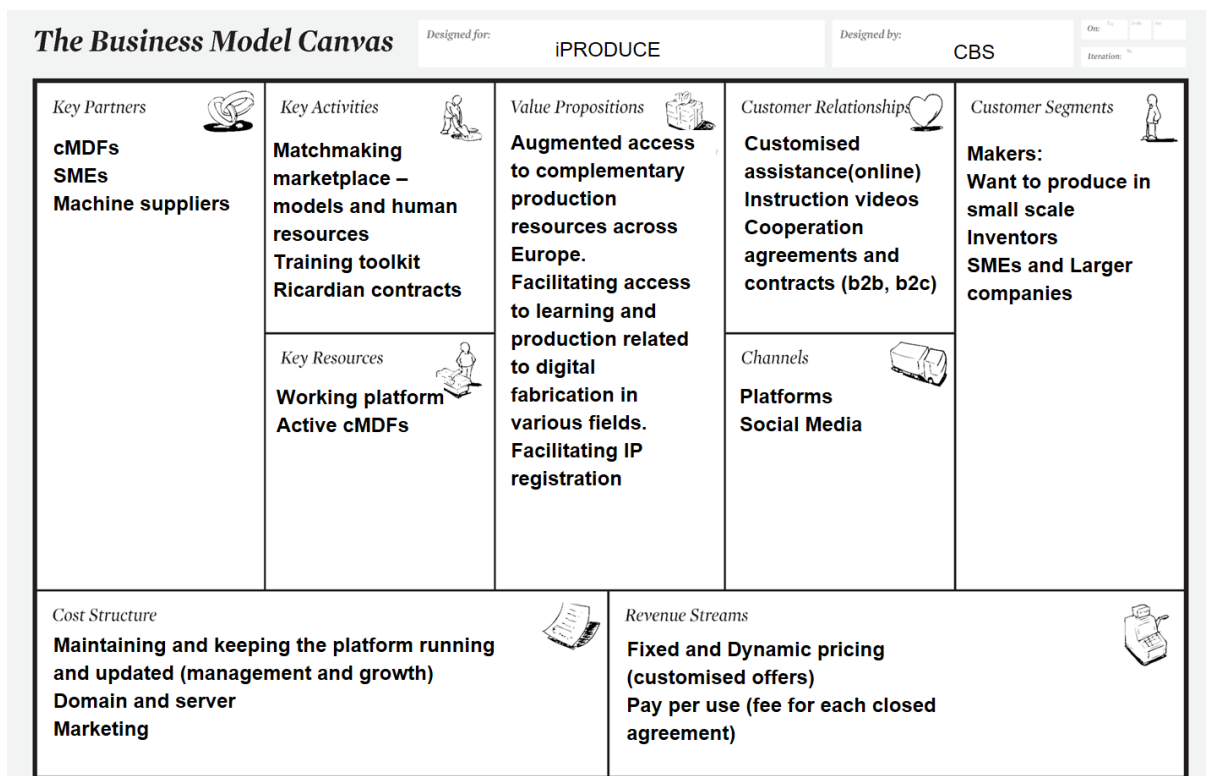 The Business Model Canvas
Designed for:
iPRODUCE
Designed by:
CBS
On:
Iteration:
Key Partners
cMDFs
SMEs
Machine suppliers
Key Activities
Matchmaking
marketplace –
models and human
resources
Training toolkit
Ricardian contracts
Key Resources
Working platform
Active cMDFs
Value Propositions
Augmented access
to complementary
production
resources across
Europe.
Facilitating access
to learning and
production related
to digital
fabrication in
various fields.
Facilitating IP
registration
Customer Relationships
Customised
assistance(online)
Instruction videos
Cooperation
agreements and
contracts (b2b, b2c)
Channels
Platforms
Social Media
Customer Segments
Makers:
Want to produce in
small scale
Inventors
SMEs and Larger
companies
Cost Structure
Maintaining and keeping the platform running
and updated (management and growth)
Domain and server
Marketing
Revenue Streams
Fixed and Dynamic pricing
(customised offers)
Pay per use (fee for each closed
agreement)